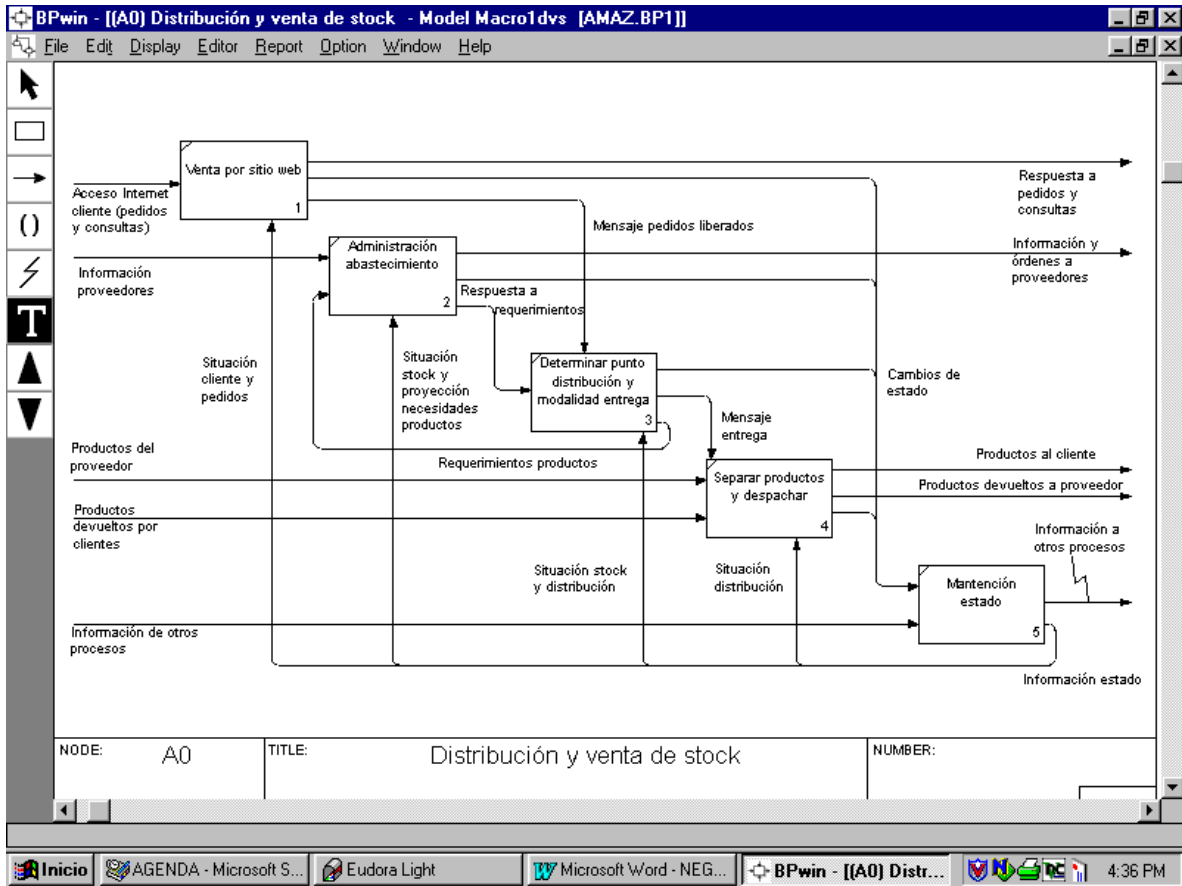 BPwin - [(A0) Distribución y venta de stock - Model Macro1dvs [AMAZ.BP1]]
File Edit Display Editor Report Option Window Help
( )
T
Venta por sitio web
1
Acceso Internet
cliente (pedidos
y consultas)
Respuesta a
pedidos y
consultas
Mensaje pedidos liberados
Administración
abastecimiento
2
Información
proveedores
Información y
órdenes a
proveedores
Respuesta a
requerimientos
Situación
cliente y
pedidos
Situación
stock y
proyección
necesidades
productos
Determinar punto
distribución y
modalidad entrega
3
Cambios de
estado
Mensaje
entrega
Productos del
proveedor
Requerimientos productos
Separar productos
y despachar
4
Productos al cliente
Productos devueltos a proveedor
Productos
devueltos por
clientes
Información a
otros procesos
Situación stock
y distribución
Situación
distribución
Mantención
estado
5
Información de otros
procesos
Información estado
NODE: A0
TITLE: Distribución y venta de stock
NUMBER:
Inicio
AGENDA - Microsoft S...
Eudora Light
Microsoft Word - NEG...
BPwin - [(A0) Distr...
4:36 PM